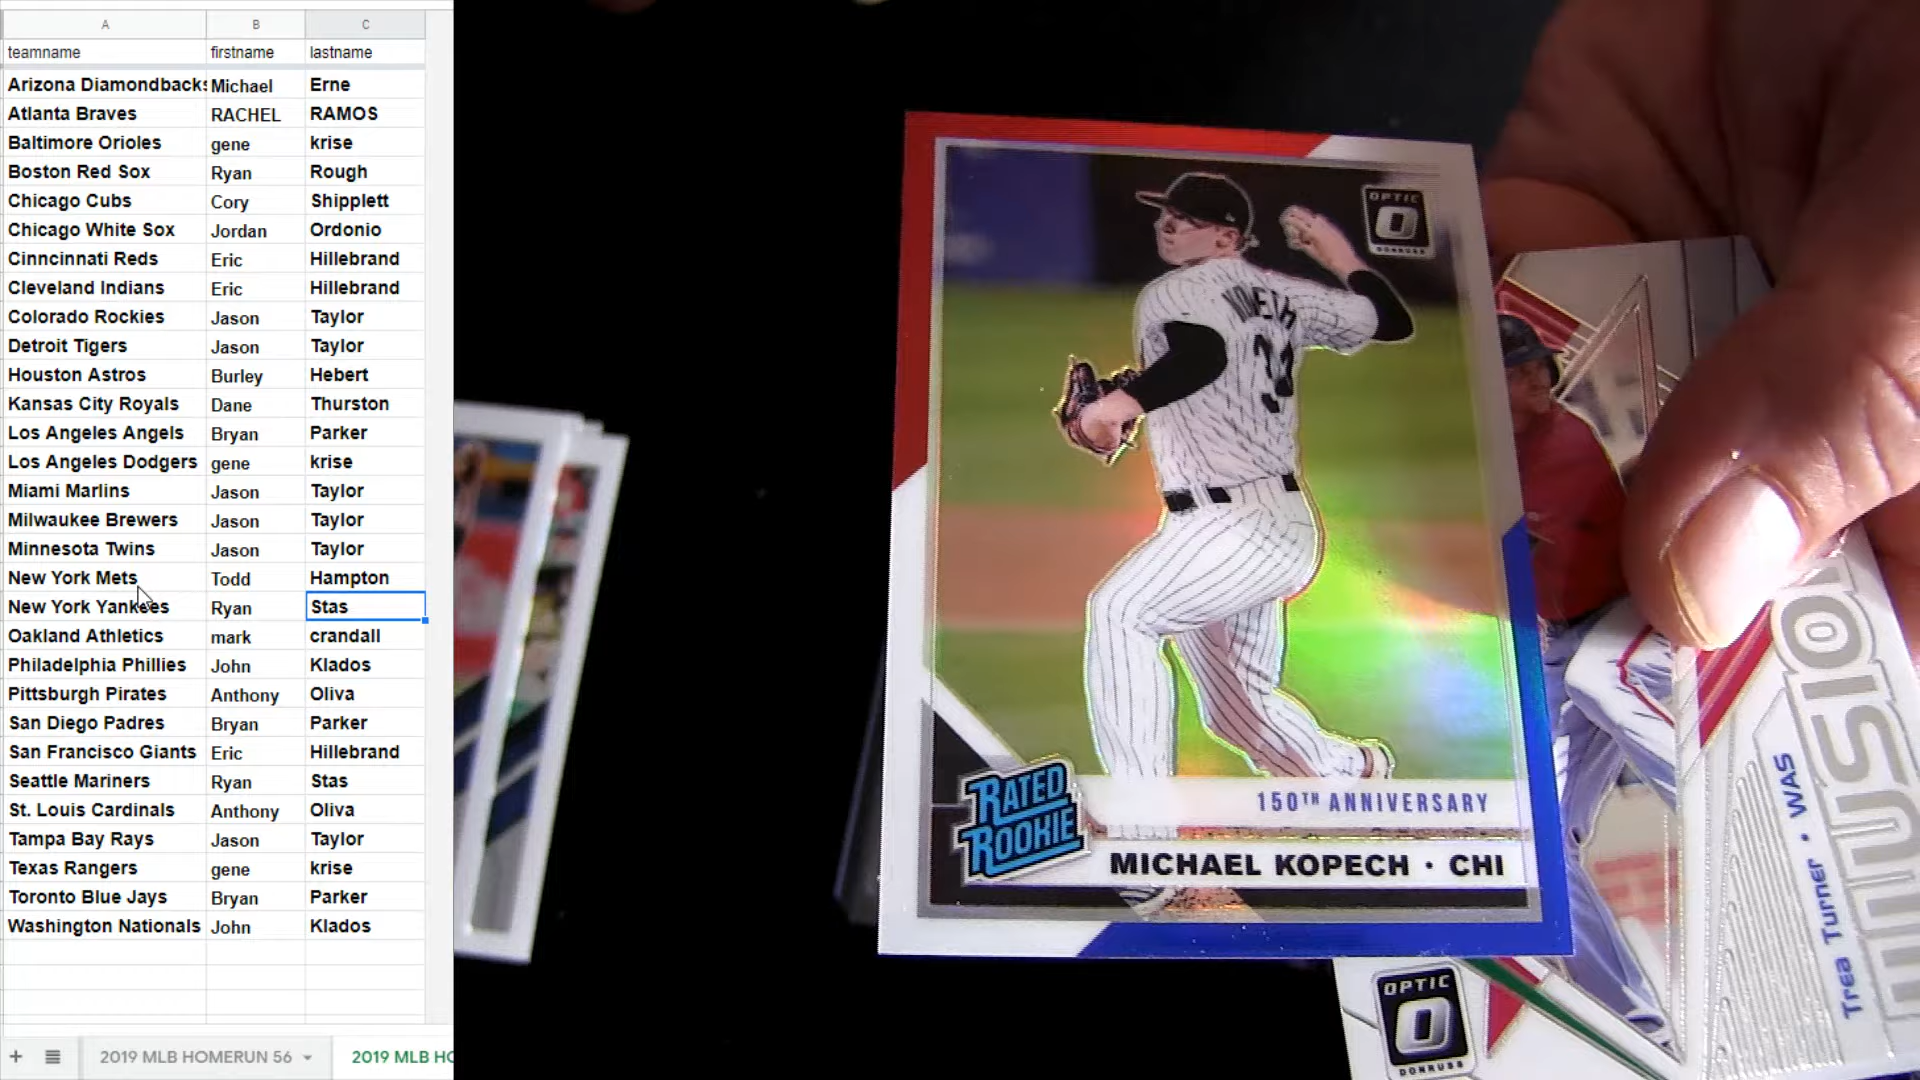 A B C
teamname firstname lastname
Arizona Diamondbacks Michael Erne
Atlanta Braves RACHEL RAMOS
Baltimore Orioles gene krise
Boston Red Sox Ryan Rough
Chicago Cubs Cory Shipplett
Chicago White Sox Jordan Ordonio
Cinncinnati Reds Eric Hillebrand
Cleveland Indians Eric Hillebrand
Colorado Rockies Jason Taylor
Detroit Tigers Jason Taylor
Houston Astros Burley Hebert
Kansas City Royals Dane Thurston
Los Angeles Angels Bryan Parker
Los Angeles Dodgers gene krise
Miami Marlins Jason Taylor
Milwaukee Brewers Jason Taylor
Minnesota Twins Jason Taylor
New York Mets Todd Hampton
New York Yankees Ryan Stas
Oakland Athletics mark crandall
Philadelphia Phillies John Klados
Pittsburgh Pirates Anthony Oliva
San Diego Padres Bryan Parker
San Francisco Giants Eric Hillebrand
Seattle Mariners Ryan Stas
St. Louis Cardinals Anthony Oliva
Tampa Bay Rays Jason Taylor
Texas Rangers gene krise
Toronto Blue Jays Bryan Parker
Washington Nationals John Klados
2019 MLB HOMERUN 56
2019 MLB HO
OPTIC
DONRUSS
RATED
ROOKIE
150TH ANNIVERSARY
MICHAEL KOPECH · CHI
Trea Turner · WAS
OPTIC
DONRUSS